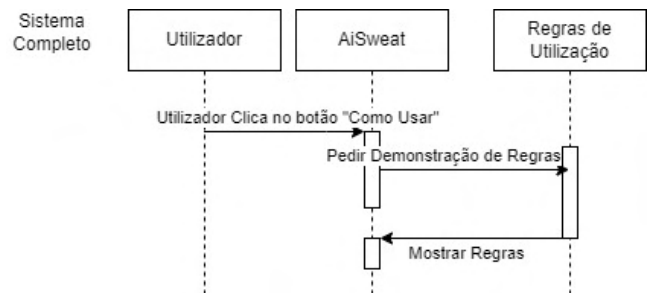 Sistema
Completo
Utilizador
AiSweat
Regras de
Utilização
Utilizador Clica no botão "Como Usar"
Pedir Demonstração de Regras
Mostrar Regras